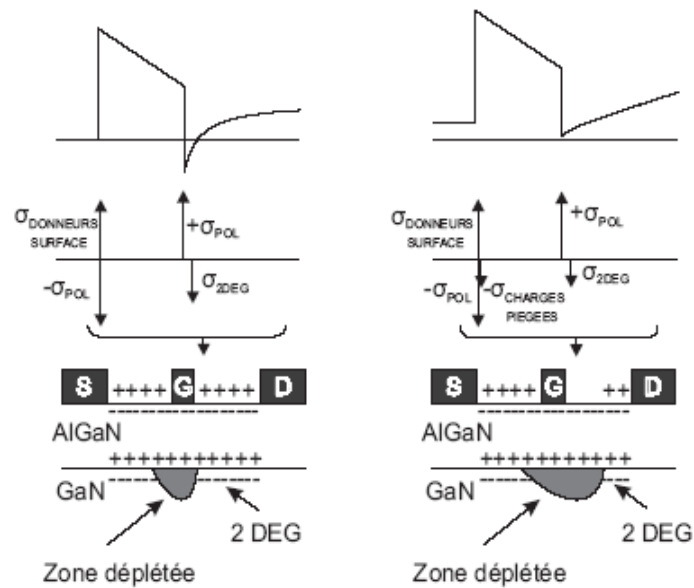 σDONNEURS SURFACE
+σPOL
-σPOL
σ2DEG
S ++++ G ++++ D
----------------
AlGaN
+++++++++++
GaN
2 DEG
Zone déplétée
σDONNEURS SURFACE
+σPOL
-σPOL
-σCHARGES PIEGEES
σ2DEG
S ++++ G ++ D
----------------
AlGaN
+++++++++++
GaN
2 DEG
Zone déplétée